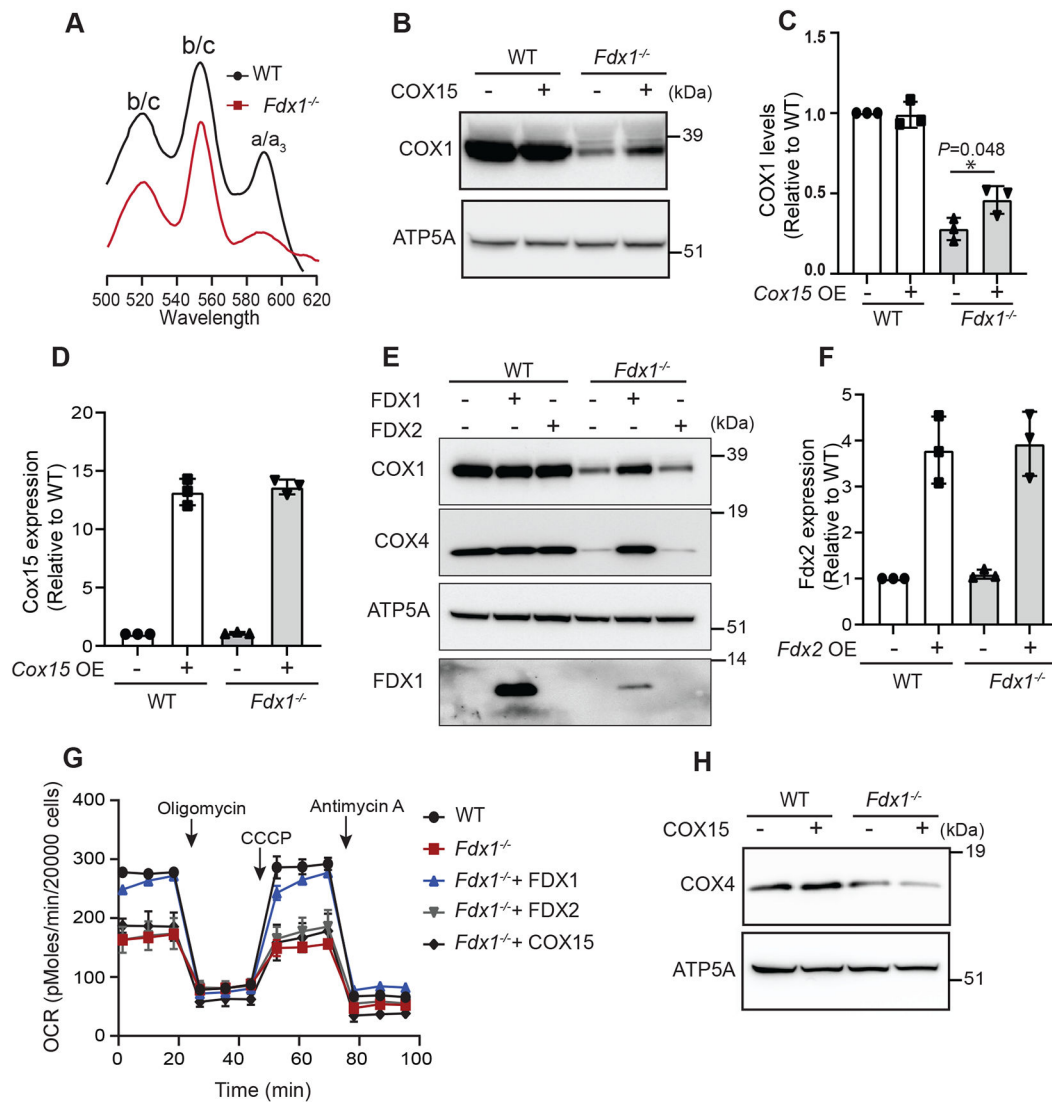 A
b/c
b/c
a/a3
WT
Fdx1-/-
500 520 540 560 580 600 620
Wavelength
B
WT Fdx1-/-
COX15 - + - + (kDa)
COX1
39
ATP5A
51
C
COX1 levels
(Relative to WT)
1.5
1.0
0.5
0.0
P=0.048
*
Cox15 OE - + - +
WT Fdx1-/-
D
Cox15 expression
(Relative to WT)
20
15
10
5
0
Cox15 OE - + - +
WT Fdx1-/-
E
WT Fdx1-/-
FDX1 - + - - + -
FDX2 - - + - - + (kDa)
COX1
39
19
COX4
ATP5A
51
14
FDX1
F
Fdx2 expression
(Relative to WT)
5
4
3
2
1
0
Fdx2 OE - + - +
WT Fdx1-/-
G
OCR (pMoles/min/20000 cells)
400
300
200
100
0
Oligomycin
CCCP
Antimycin A
0 20 40 60 80 100
Time (min)
WT
Fdx1-/-
Fdx1-/-+ FDX1
Fdx1-/-+ FDX2
Fdx1-/-+ COX15
H
WT Fdx1-/-
COX15 - + - + (kDa)
19
COX4
ATP5A
51